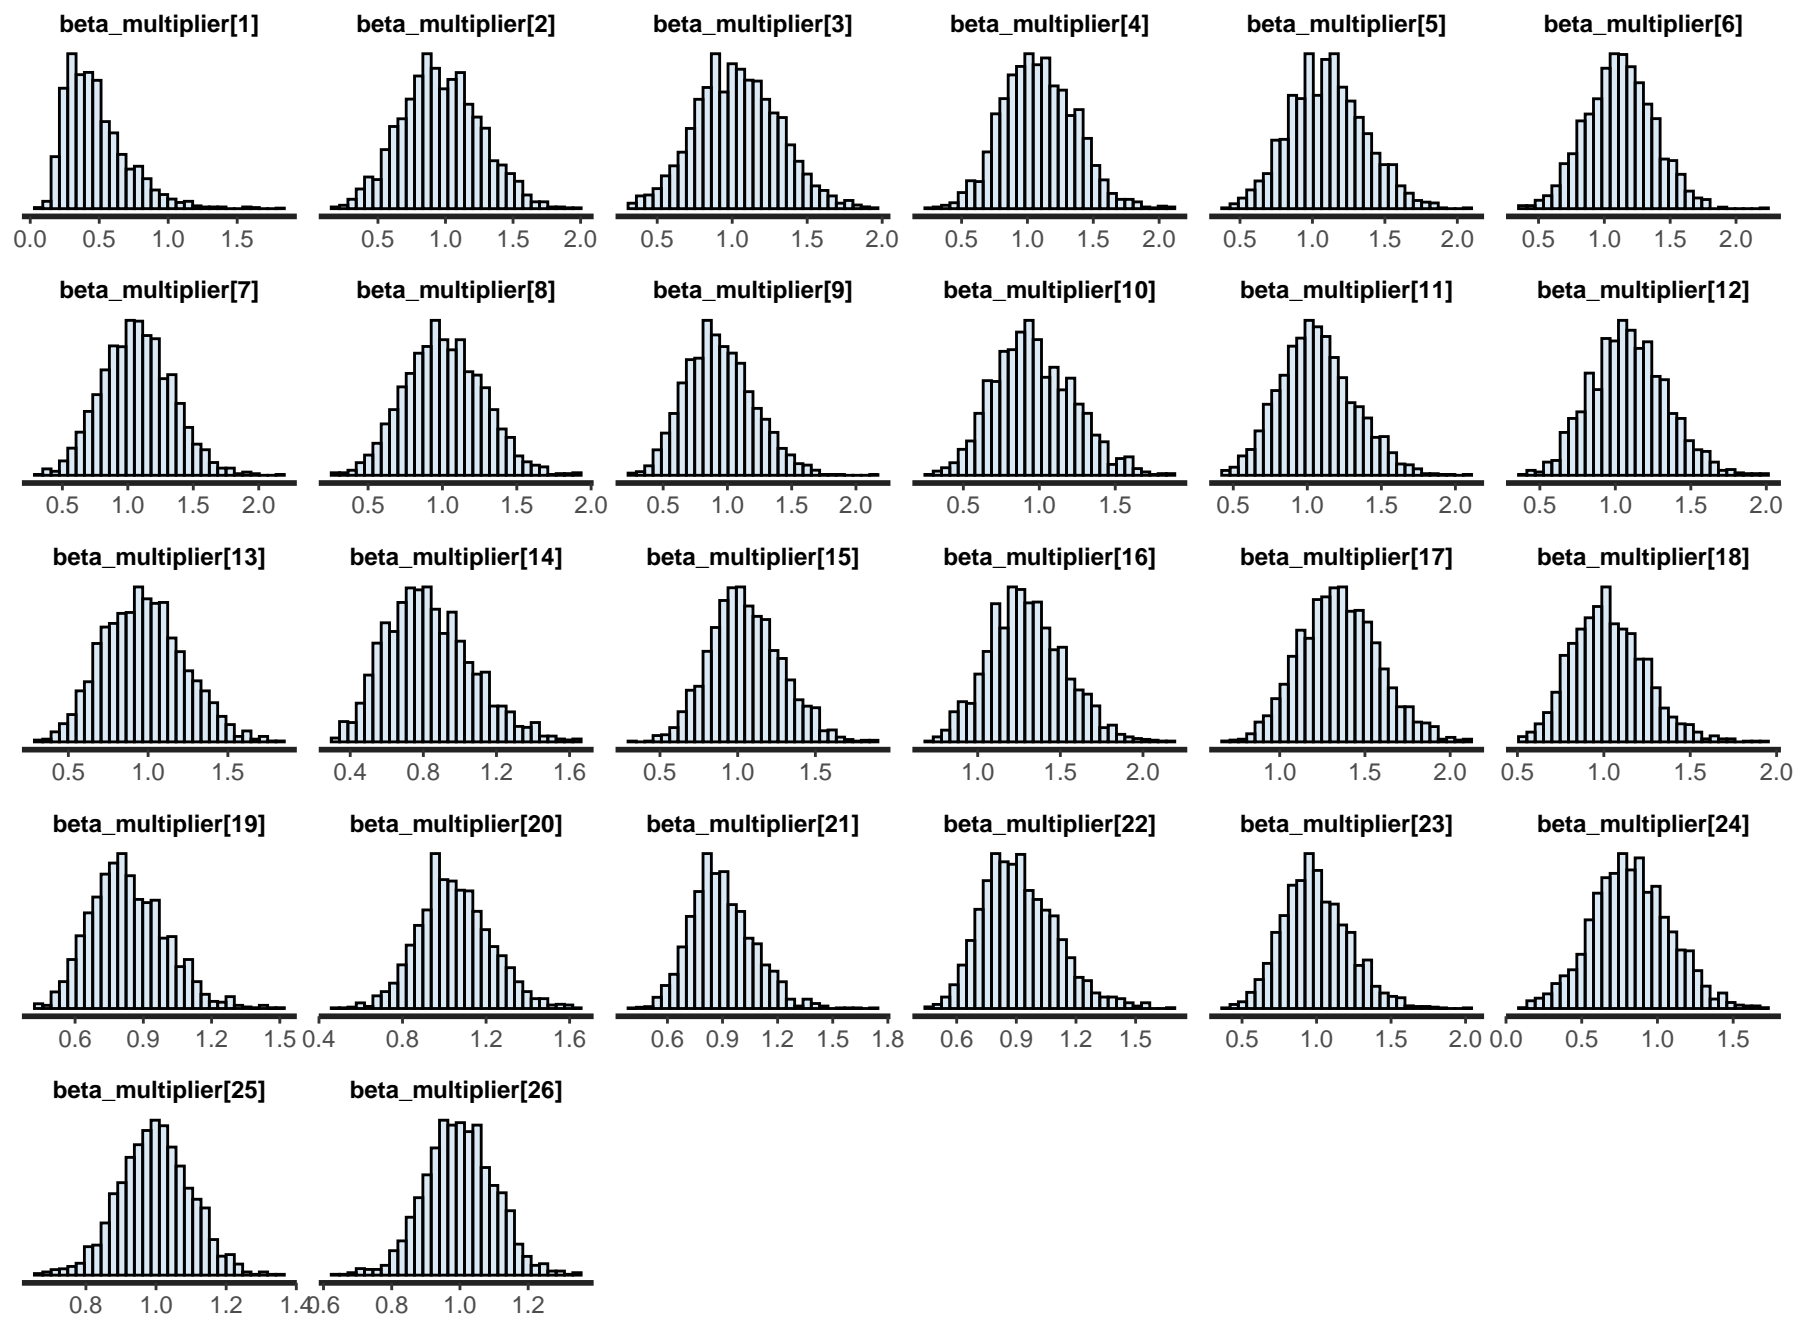 beta_multiplier[1] beta_multiplier[2] beta_multiplier[3] beta_multiplier[4] beta_multiplier[5] beta_multiplier[6]
0.0 0.5 1.0 1.5 0.5 1.0 1.5 2.0 0.5 1.0 1.5 2.0 0.5 1.0 1.5 2.0 0.5 1.0 1.5 2.0 0.5 1.0 1.5 2.0
beta_multiplier[7] beta_multiplier[8] beta_multiplier[9] beta_multiplier[10] beta_multiplier[11] beta_multiplier[12]
0.5 1.0 1.5 2.0 0.5 1.0 1.5 2.0 0.5 1.0 1.5 2.0 0.5 1.0 1.5 0.5 1.0 1.5 2.0 0.5 1.0 1.5 2.0
beta_multiplier[13] beta_multiplier[14] beta_multiplier[15] beta_multiplier[16] beta_multiplier[17] beta_multiplier[18]
0.5 1.0 1.5 0.4 0.8 1.2 1.6 0.5 1.0 1.5 1.0 1.5 2.0 1.0 1.5 2.0 0.5 1.0 1.5 2.0
beta_multiplier[19] beta_multiplier[20] beta_multiplier[21] beta_multiplier[22] beta_multiplier[23] beta_multiplier[24]
0.6 0.9 1.2 1.5 0.4 0.8 1.2 1.6 0.6 0.9 1.2 1.5 1.8 0.6 0.9 1.2 1.5 0.5 1.0 1.5 2.0 0.0 0.5 1.0 1.5
beta_multiplier[25] beta_multiplier[26]
0.8 1.0 1.2 1.4 0.6 0.8 1.0 1.2